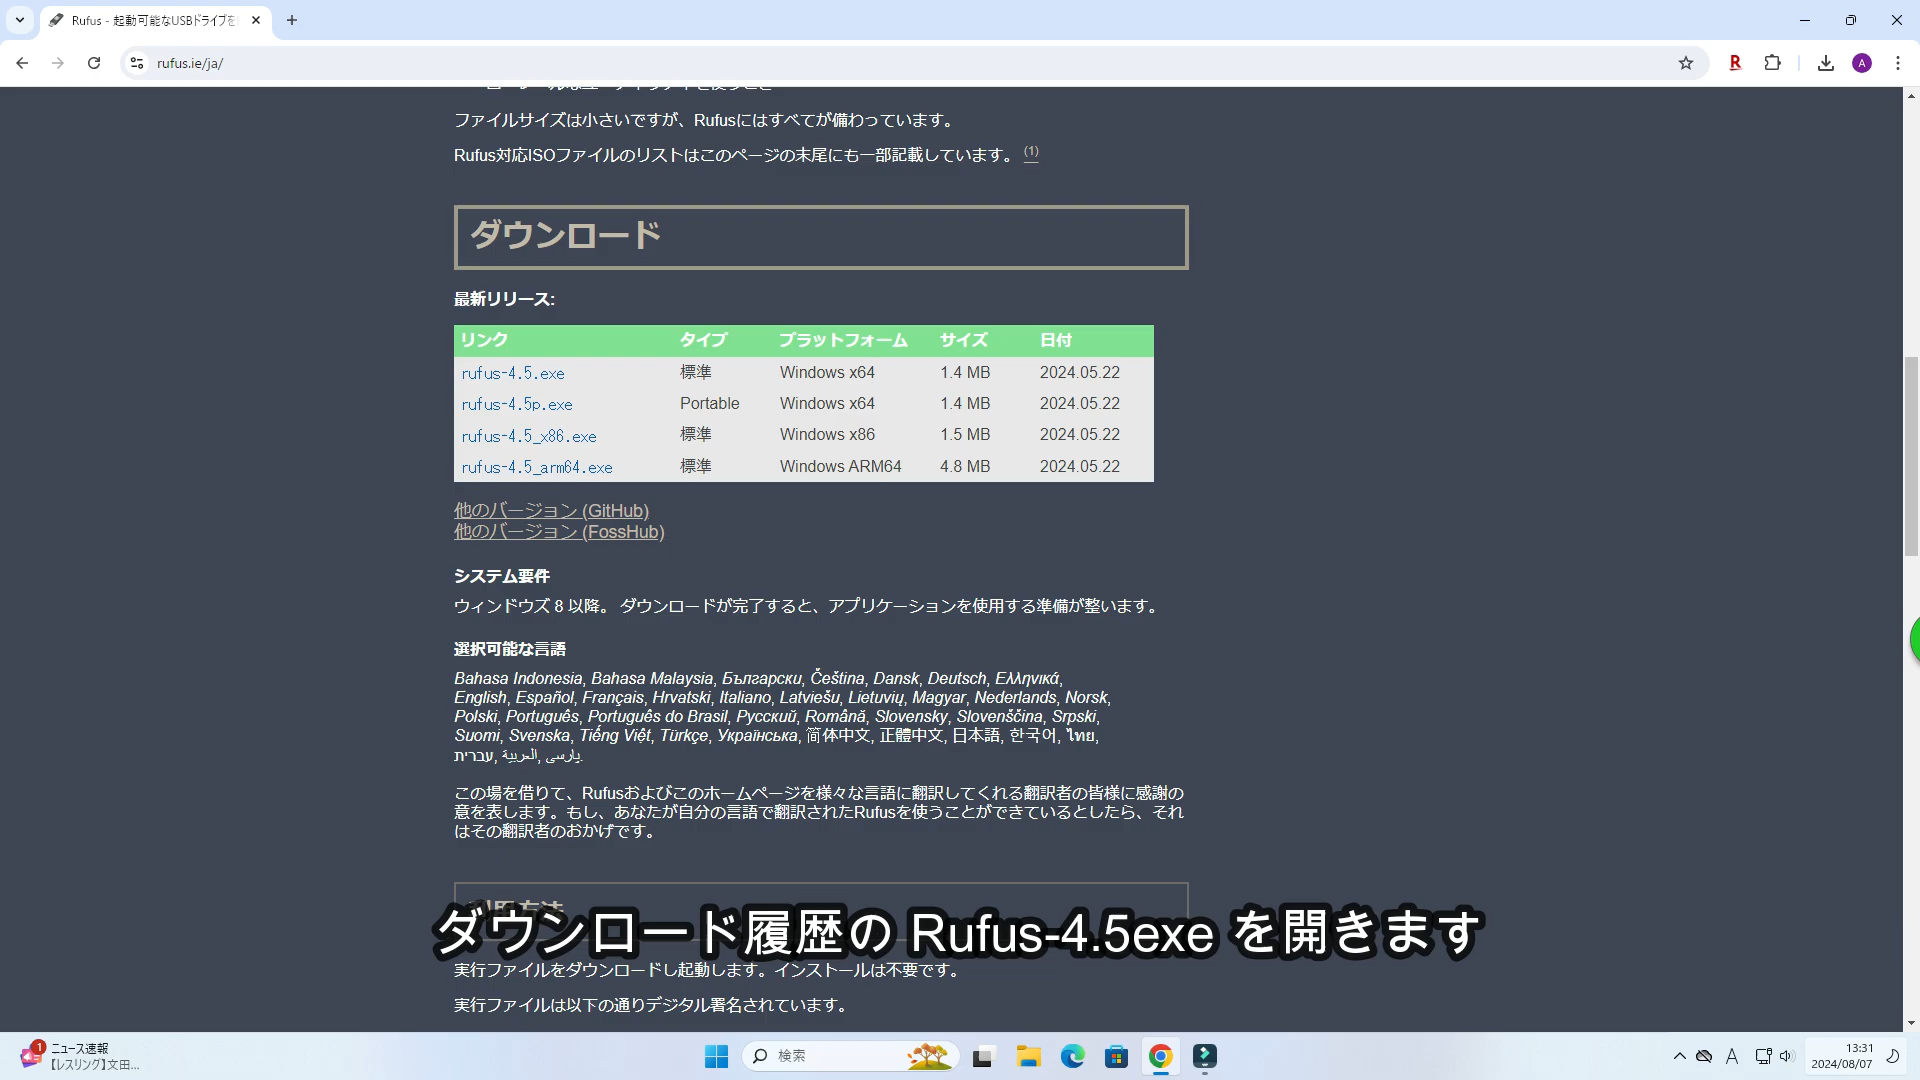 Rufus - 起動可能なUSBドライブを
rufus.ie/ja/
R
A
ファイルサイズは小さいですが、Rufusにはすべてが備わっています。
Rufus対応ISOファイルのリストはこのページの末尾にも一部記載しています。 (1)
ダウンロード
最新リリース:
リンク タイプ プラットフォーム サイズ 日付
rufus-4.5.exe 標準 Windows x64 1.4 MB 2024.05.22
rufus-4.5p.exe Portable Windows x64 1.4 MB 2024.05.22
rufus-4.5_x86.exe 標準 Windows x86 1.5 MB 2024.05.22
rufus-4.5_arm64.exe 標準 Windows ARM64 4.8 MB 2024.05.22
他のバージョン (GitHub)
他のバージョン (FossHub)
システム要件
ウィンドウズ 8 以降。 ダウンロードが完了すると、アプリケーションを使用する準備が整います。
選択可能な言語
Bahasa Indonesia, Bahasa Malaysia, Български, Čeština, Dansk, Deutsch, Ελληνικά,
English, Español, Français, Hrvatski, Italiano, Latviešu, Lietuvių, Magyar, Nederlands, Norsk,
Polski, Português, Português do Brasil, Русский, Română, Slovensky, Slovenščina, Srpski,
Suomi, Svenska, Tiếng Việt, Türkçe, Українська, 简体中文, 正體中文, 日本語, 한국어, ไทย,
עברית, العربية, پارسی.
この場を借りて、Rufusおよびこのホームページを様々な言語に翻訳してくれる翻訳者の皆様に感謝の
意を表します。もし、あなたが自分の言語で翻訳されたRufusを使うことができているとしたら、それ
はその翻訳者のおかげです。
利用方法
ダウンロード履歴の Rufus-4.5exe を開きます
実行ファイルをダウンロードし起動します。インストールは不要です。
実行ファイルは以下の通りデジタル署名されています。
1
ニュース速報
【レスリング】文田...
検索
A
13:31
2024/08/07